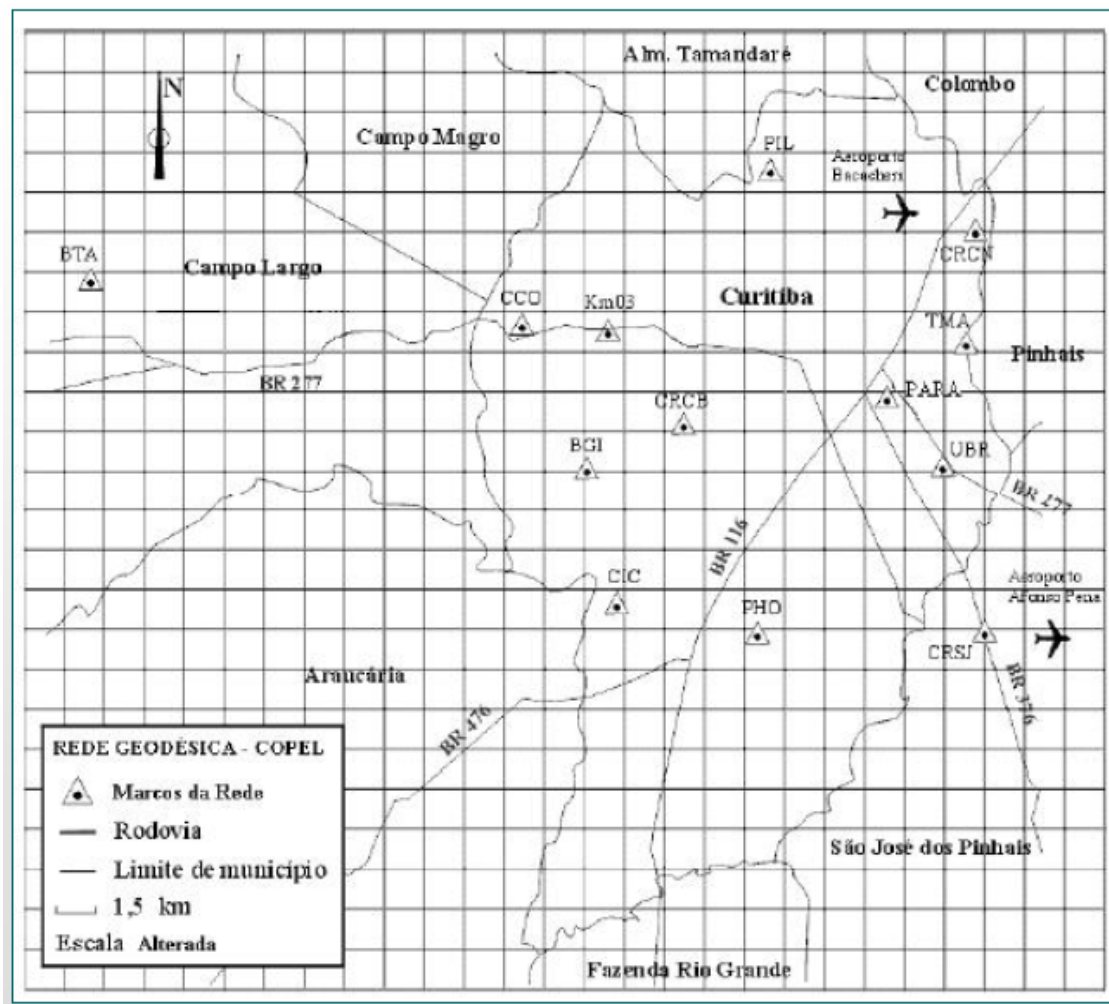 Alm. Tamandaré
Colombo
N
Campo Magro
PIL
Aeroporto
Bacacheri
CRCN
BTA
Campo Largo
CCO
Km03
Curitiba
TMA
Pinhais
BR 277
PARA
CRCB
BGI
UBR
BR 277
BR 116
CIC
Aeroporto
Afonso Pena
PHO
CRSJ
Araucária
BR 376
BR 476
REDE GEODÉSICA - COPEL
Marcos da Rede
Rodovia
Limite de município
1,5 km
Escala Alterada
São José dos Pinhais
Fazenda Rio Grande